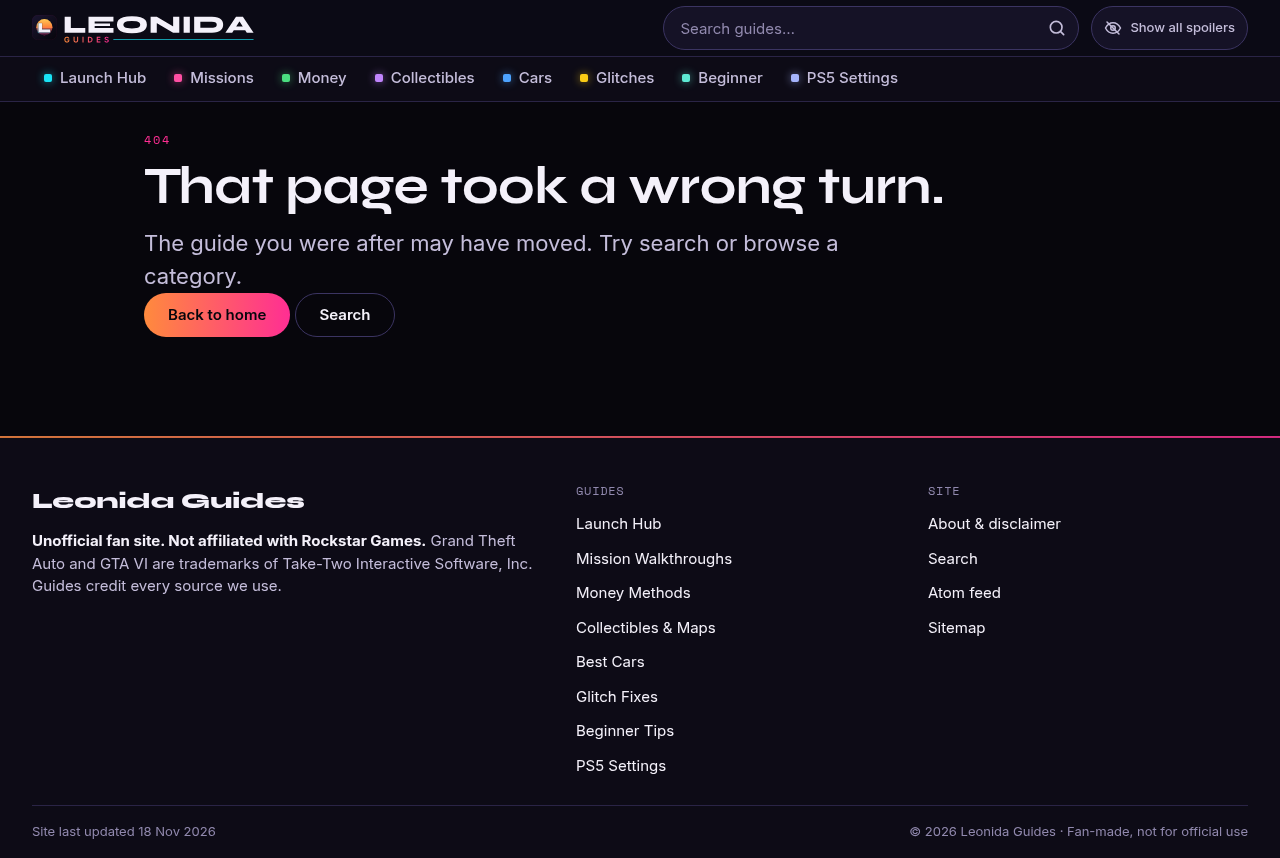 LEONIDA
GUIDES
Search guides...
Show all spoilers
Launch Hub
Missions
Money
Collectibles
Cars
Glitches
Beginner
PS5 Settings
404
That page took a wrong turn.
The guide you were after may have moved. Try search or browse a
category.
Back to home
Search
Leonida Guides
Unofficial fan site. Not affiliated with Rockstar Games. Grand Theft
Auto and GTA VI are trademarks of Take-Two Interactive Software, Inc.
Guides credit every source we use.
GUIDES
Launch Hub
Mission Walkthroughs
Money Methods
Collectibles & Maps
Best Cars
Glitch Fixes
Beginner Tips
PS5 Settings
SITE
About & disclaimer
Search
Atom feed
Sitemap
Site last updated 18 Nov 2026
© 2026 Leonida Guides · Fan-made, not for official use